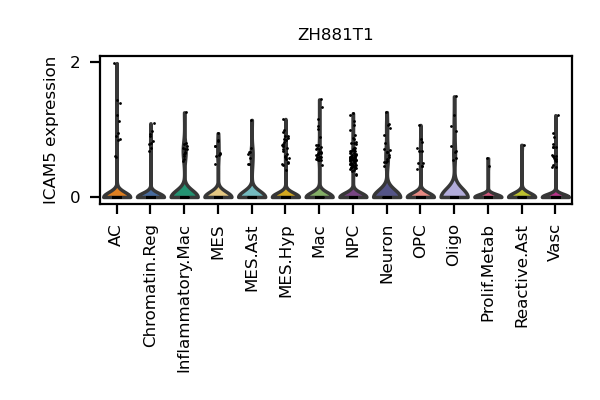 ZH881T1
ICAM5 expression
2
0
AC
Chromatin.Reg
Inflammatory.Mac
MES
MES.Ast
MES.Hyp
Mac
NPC
Neuron
OPC
Oligo
Prolif.Metab
Reactive.Ast
Vasc